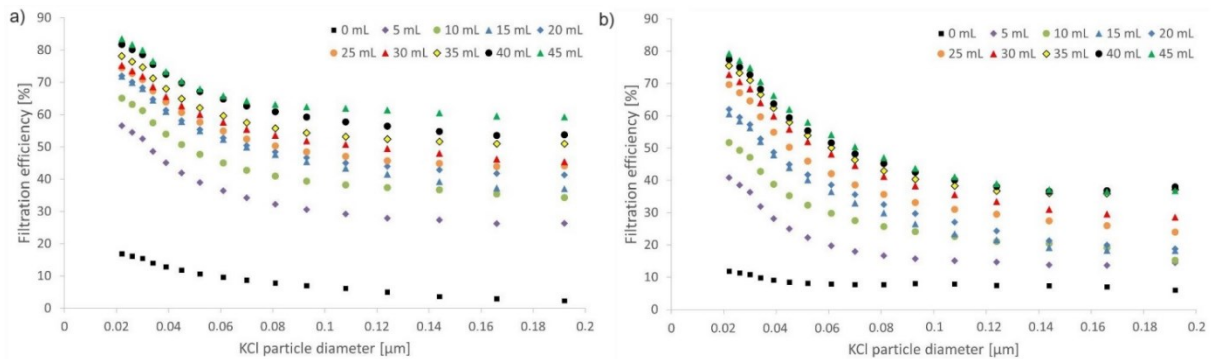 a)
Filtration efficiency [%]
90
80
70
60
50
40
30
20
10
0
0 mL 5 mL 10 mL 15 mL 20 mL
25 mL 30 mL 35 mL 40 mL 45 mL
0 0.02 0.04 0.06 0.08 0.1 0.12 0.14 0.16 0.18 0.2
KCl particle diameter [µm]
b)
Filtration efficiency [%]
90
80
70
60
50
40
30
20
10
0
0 mL 5 mL 10 mL 15 mL 20 mL
25 mL 30 mL 35 mL 40 mL 45 mL
0 0.02 0.04 0.06 0.08 0.1 0.12 0.14 0.16 0.18 0.2
KCl particle diameter [µm]